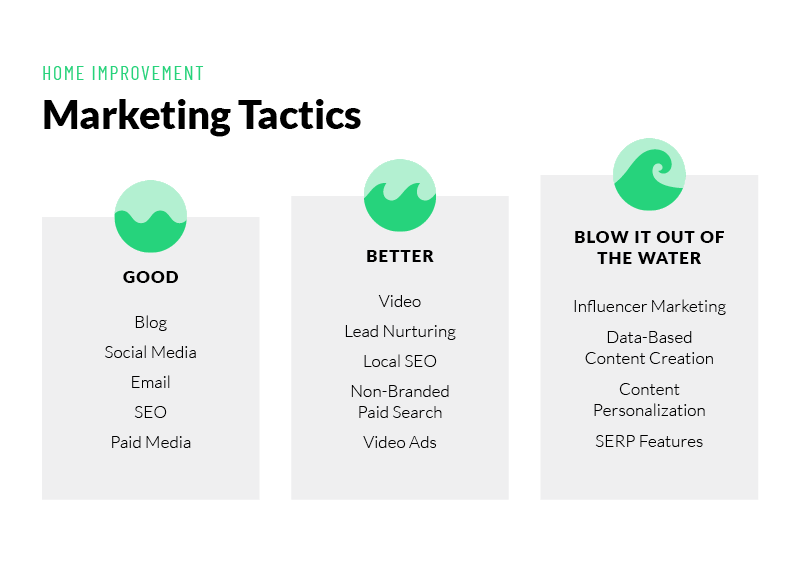 HOME IMPROVEMENT
Marketing Tactics
GOOD
Blog
Social Media
Email
SEO
Paid Media
BETTER
Video
Lead Nurturing
Local SEO
Non-Branded
Paid Search
Video Ads
BLOW IT OUT OF
THE WATER
Influencer Marketing
Data-Based
Content Creation
Content
Personalization
SERP Features